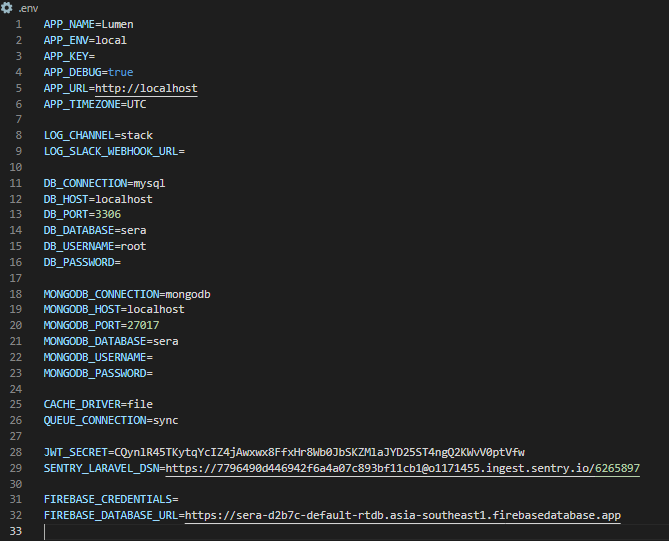 .env
1 APP_NAME=Lumen
2 APP_ENV=local
3 APP_KEY=
4 APP_DEBUG=true
5 APP_URL=http://localhost
6 APP_TIMEZONE=UTC
7
8 LOG_CHANNEL=stack
9 LOG_SLACK_WEBHOOK_URL=
10
11 DB_CONNECTION=mysql
12 DB_HOST=localhost
13 DB_PORT=3306
14 DB_DATABASE=sera
15 DB_USERNAME=root
16 DB_PASSWORD=
17
18 MONGODB_CONNECTION=mongodb
19 MONGODB_HOST=localhost
20 MONGODB_PORT=27017
21 MONGODB_DATABASE=sera
22 MONGODB_USERNAME=
23 MONGODB_PASSWORD=
24
25 CACHE_DRIVER=file
26 QUEUE_CONNECTION=sync
27
28 JWT_SECRET=CQynlR45TKytqYcIZ4jAwxwx8FfxHr8Wb0JbSKZMlaJYD25ST4ngQ2KWvV0ptVfw
29 SENTRY_LARAVEL_DSN=https://7796490d446942f6a4a07c893bf11cb1@o1171455.ingest.sentry.io/6265897
30
31 FIREBASE_CREDENTIALS=
32 FIREBASE_DATABASE_URL=https://sera-d2b7c-default-rtdb.asia-southeast1.firebasedatabase.app
33